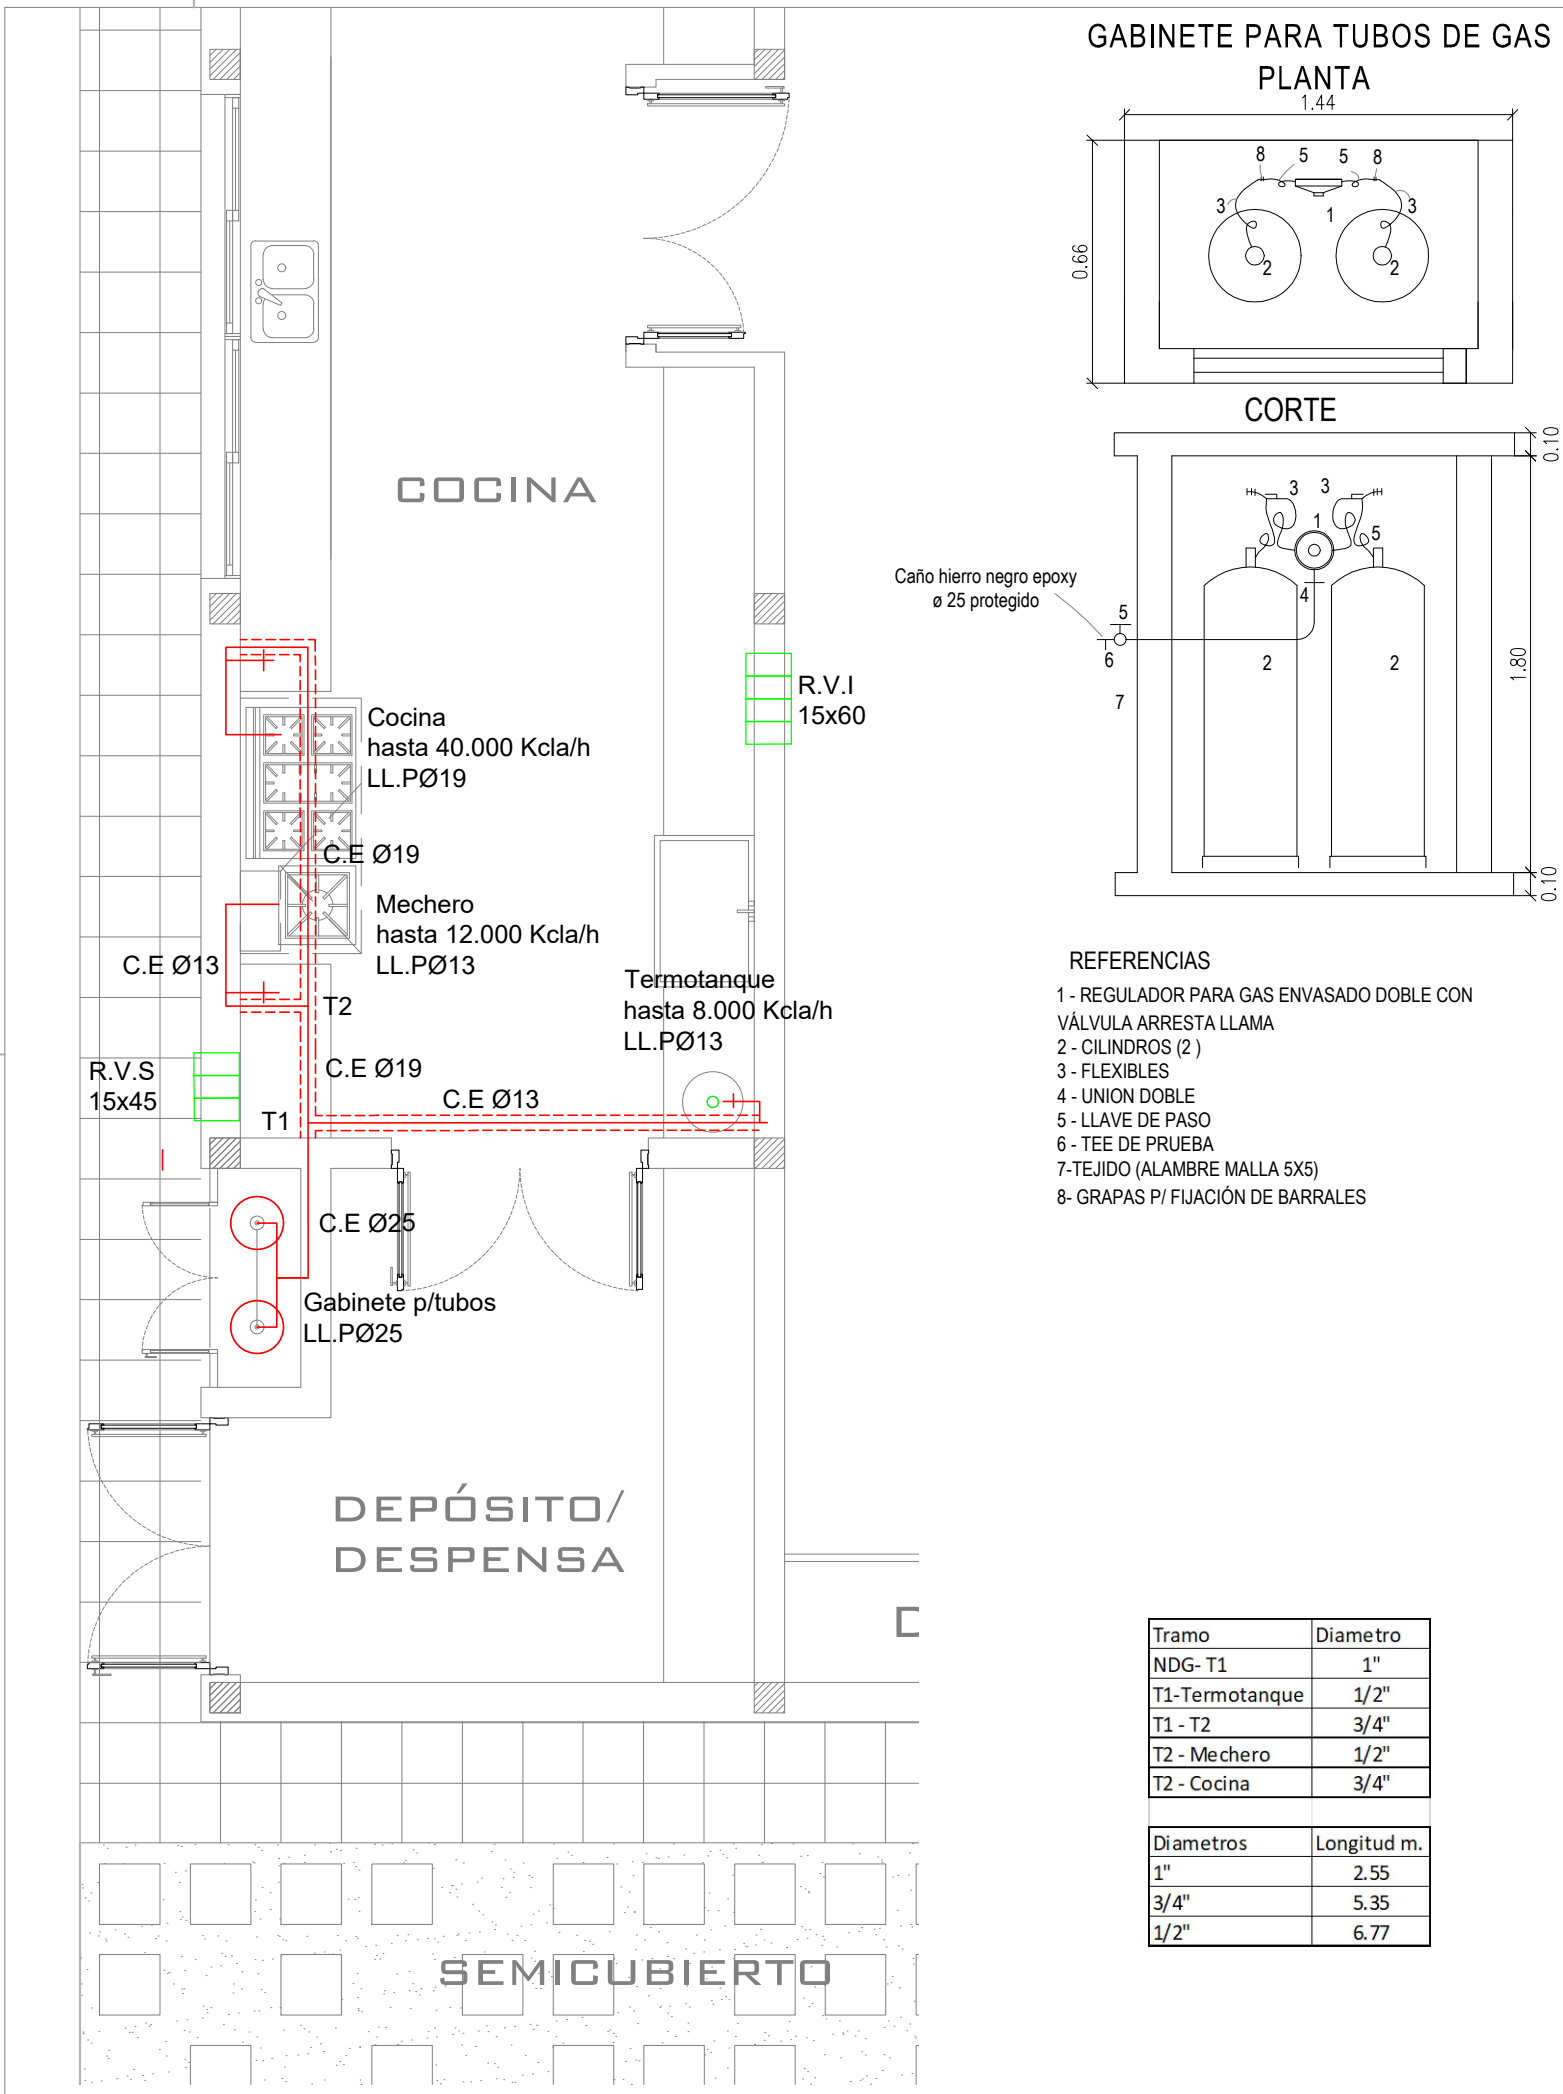 GABINETE PARA TUBOS DE GAS
PLANTA
1.44
0.66
8
5
5
8
3
1
3
2
2
CORTE
0.10
3
3
1
5
4
Caño hierro negro epoxy
ø 25 protegido
5
6
7
2
2
1.80
0.10
COCINA
R.V.I
15x60
Cocina
hasta 40.000 Kcla/h
LL.PØ19
C.E Ø19
Mechero
hasta 12.000 Kcla/h
LL.PØ13
C.E Ø13
T2
Termotanque
hasta 8.000 Kcla/h
LL.PØ13
R.V.S
15x45
C.E Ø19
C.E Ø13
T1
C.E Ø25
Gabinete p/tubos
LL.PØ25
REFERENCIAS
1 - REGULADOR PARA GAS ENVASADO DOBLE CON
VÁLVULA ARRESTA LLAMA
2 - CILINDROS (2 )
3 - FLEXIBLES
4 - UNION DOBLE
5 - LLAVE DE PASO
6 - TEE DE PRUEBA
7-TEJIDO (ALAMBRE MALLA 5X5)
8- GRAPAS P/ FIJACIÓN DE BARRALES
DEPÓSITO/
DESPENSA
Tramo Diametro
NDG- T1 1"
T1-Termotanque 1/2"
T1 - T2 3/4"
T2 - Mechero 1/2"
T2 - Cocina 3/4"
Diametros Longitud m.
1" 2.55
3/4" 5.35
1/2" 6.77
SEMICUBIERTO